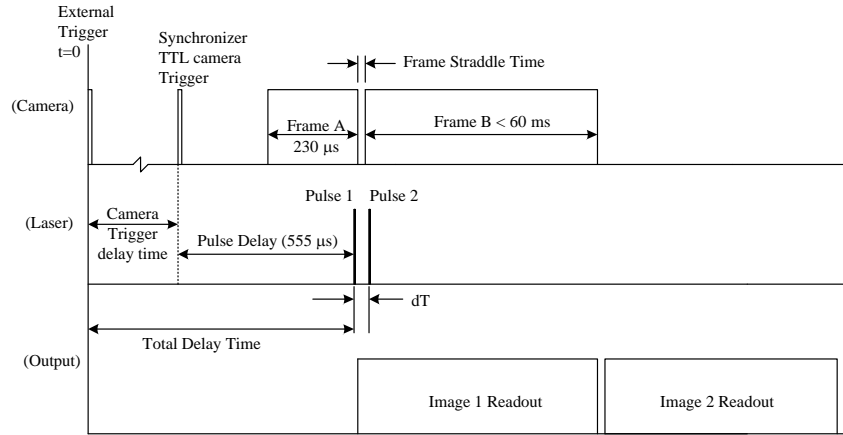 External
Trigger
t=0
Synchronizer
TTL camera
Trigger
Frame Straddle Time
(Camera)
Frame A
230 μs
Frame B < 60 ms
Pulse 1
Pulse 2
(Laser)
Camera
Trigger
delay time
Pulse Delay (555 μs)
dT
Total Delay Time
(Output)
Image 1 Readout
Image 2 Readout